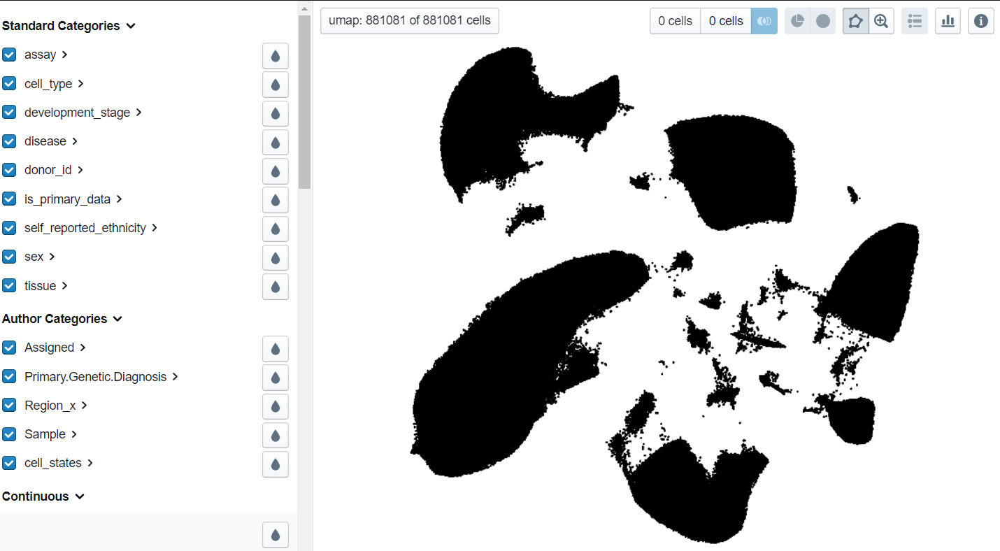 Standard Categories
assay
cell_type
development_stage
disease
donor_id
is_primary_data
self_reported_ethnicity
sex
tissue
Author Categories
Assigned
Primary.Genetic.Diagnosis
Region_x
Sample
cell_states
Continuous
umap: 881081 of 881081 cells
0 cells 0 cells